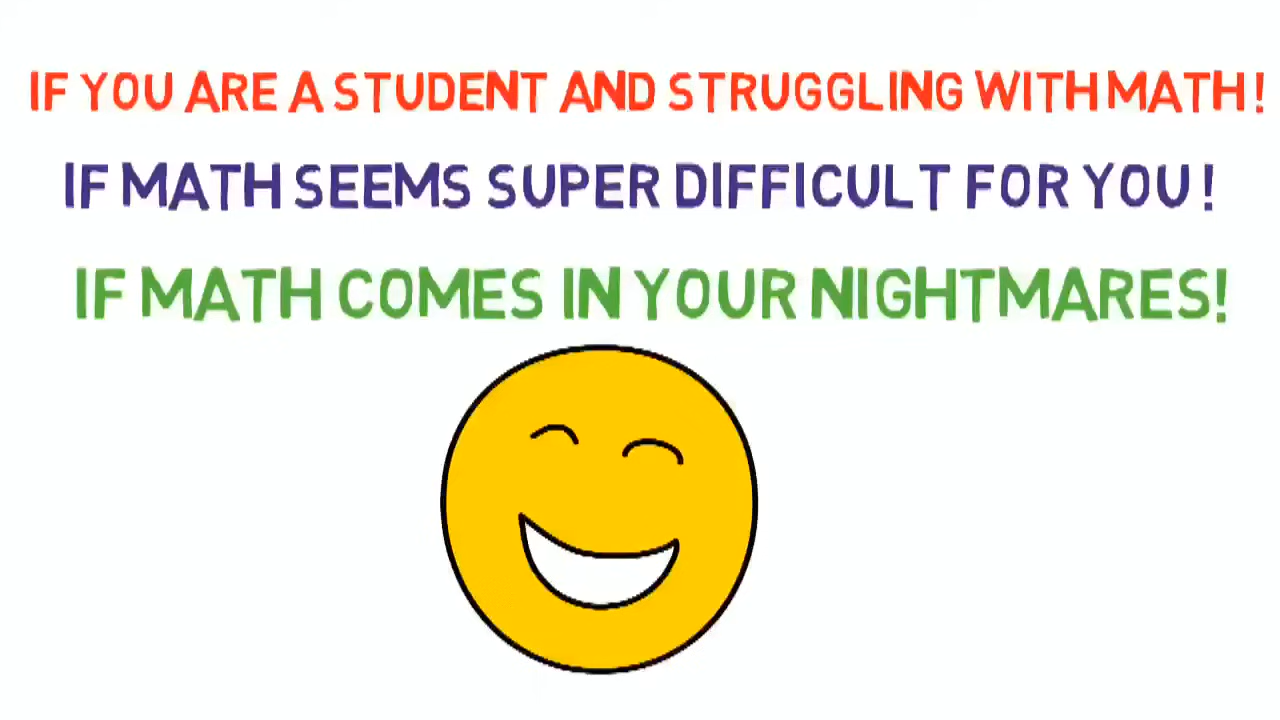 IF YOU ARE A STUDENT AND STRUGGLING WITH MATH!
IF MATH SEEMS SUPER DIFFICULT FOR YOU!
IF MATH COMES IN YOUR NIGHTMARES!